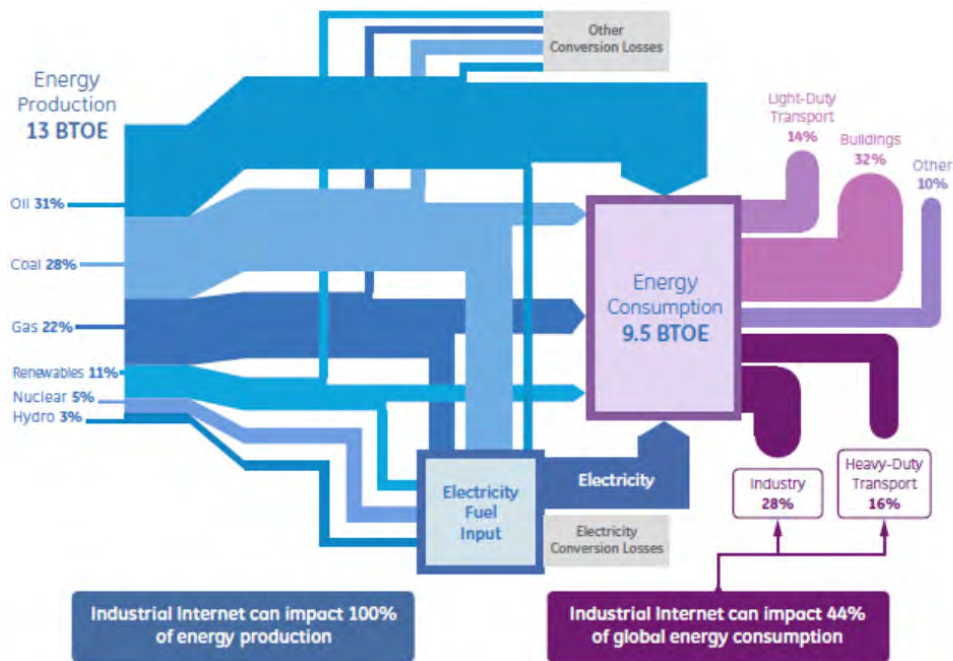 Other
Conversion Losses
Energy
Production
13 BTOE
Oil 31%
Coal 28%
Gas 22%
Renewables 11%
Nuclear 5%
Hydro 3%
Light-Duty
Transport
14%
Buildings
32%
Other
10%
Energy
Consumption
9.5 BTOE
Electricity
Fuel
Input
Electricity
Electricity
Conversion Losses
Industry
28%
Heavy-Duty
Transport
16%
Industrial Internet can impact 100%
of energy production
Industrial Internet can impact 44%
of global energy consumption